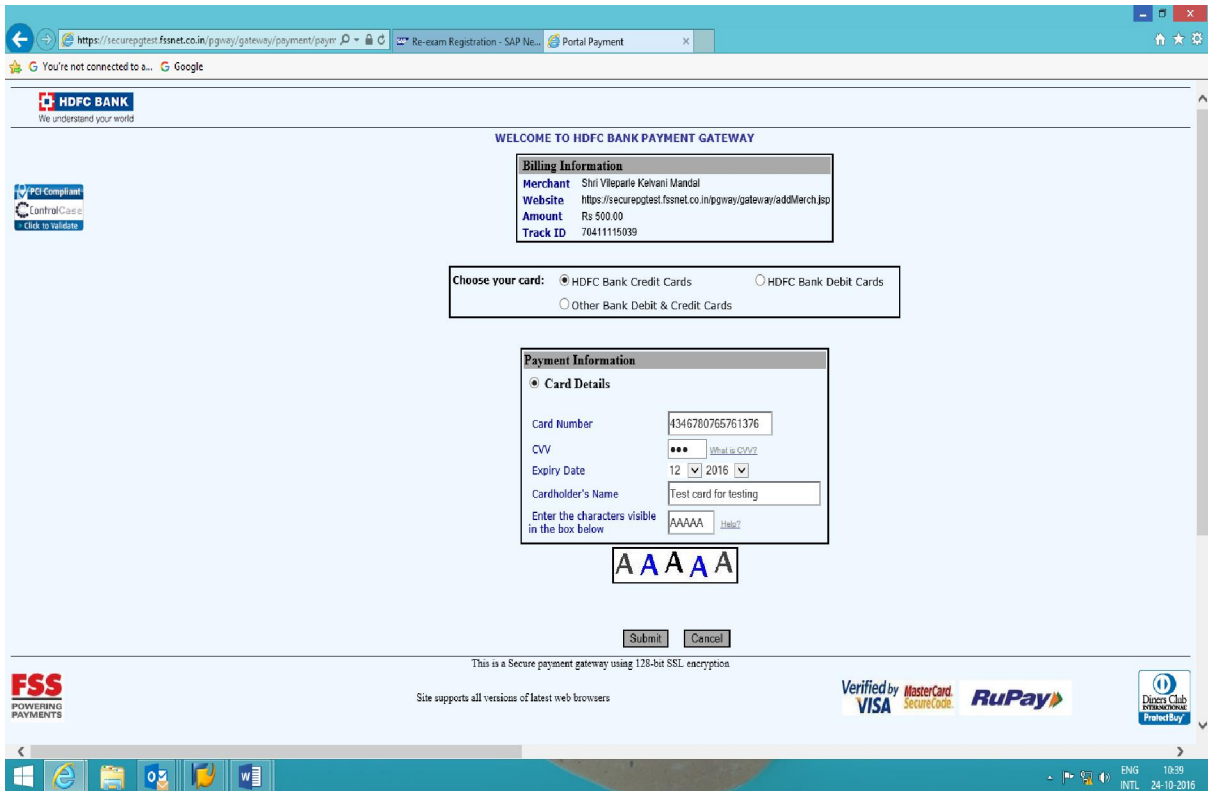 https://securepgtest.fssnet.co.in/pgway/gateway/payment/payn
Re-exam Registration - SAP Ne...
Portal Payment
G You're not connected to a... G Google
HDFC BANK
We understand your world
WELCOME TO HDFC BANK PAYMENT GATEWAY
Billing Information
Merchant Shri Vileparle Kelvani Mandal
Website https://securepgtest.fssnet.co.in/pgway/gateway/addMerch.jsp
Amount Rs 500.00
Track ID 70411115039
PCI Compliant
ControlCase
Click to Validate
Choose your card: HDFC Bank Credit Cards HDFC Bank Debit Cards
Other Bank Debit & Credit Cards
Payment Information
Card Details
Card Number 4346780765761376
CVV ●●● What is CVV?
Expiry Date 12 2016
Cardholder's Name Test card for testing
Enter the characters visible
in the box below AAAAA Help?
A A A A A
Submit Cancel
This is a Secure payment gateway using 128-bit SSL encryption
Site supports all versions of latest web browsers
FSS
POWERING
PAYMENTS
Verified by
VISA
MasterCard.
SecureCode.
RuPay
Diners Club
INTERNATIONAL
ProtectBuy
ENG 10:39
INTL 24-10-2016